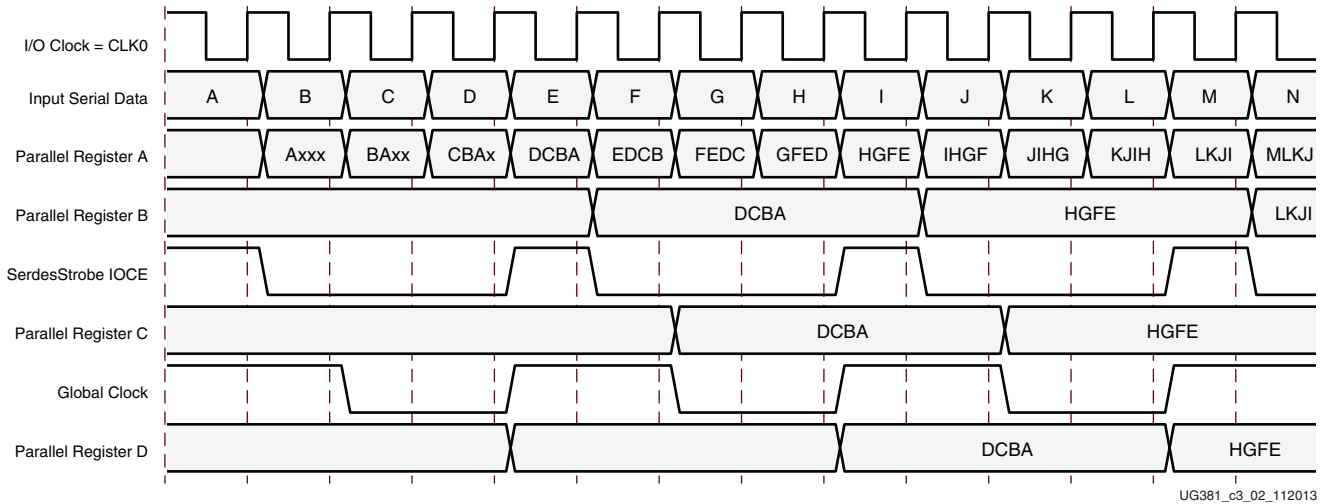 I/O Clock = CLK0
Input Serial Data A B C D E F G H I J K L M N
Parallel Register A Axxx BAxx CBAx DCBA EDCB FEDC GFED HGFE IHGF JIHG KJIH LKJI MLKJ
Parallel Register B DCBA HGFE LKJI
SerdesStrobe IOCE
Parallel Register C DCBA HGFE
Global Clock
Parallel Register D DCBA HGFE
UG381_c3_02_112013